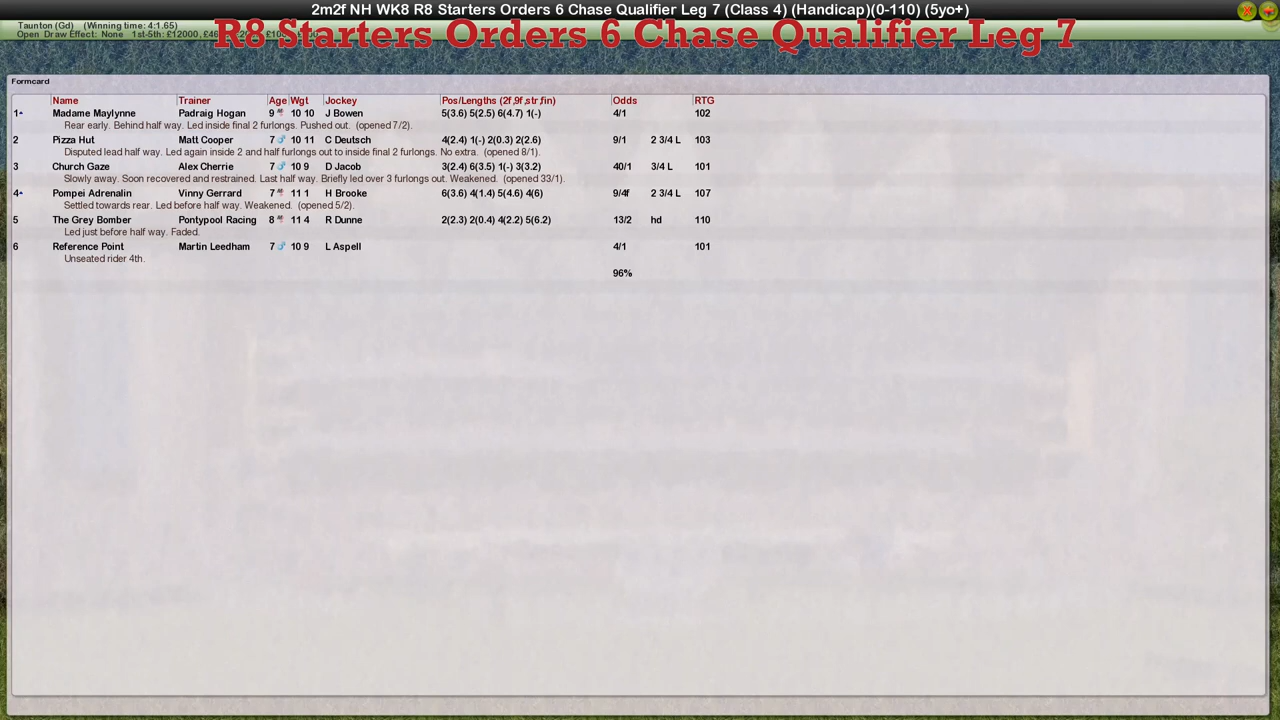 2m2f NH WK8 R8 Starters Orders 6 Chase Qualifier Leg 7 (Class 4) (Handicap)(0-110) (5yo+)
R8 Starters Orders 6 Chase Qualifier Leg 7
Taunton (Gd) (Winning time: 4:1.65)
Open Draw Effect: None 1st-5th: £12000,
Formcard
Name Trainer Age Wgt Jockey Pos/Lengths (2f,9f,str,fin) Odds RTG
1 Madame Maylynne Padraig Hogan 9 10 10 J Bowen 5(3.6) 5(2.5) 6(4.7) 1(-) 4/1 102
Rear early. Behind half way. Led inside final 2 furlongs. Pushed out. (opened 7/2).
2 Pizza Hut Matt Cooper 7 10 11 C Deutsch 4(2.4) 1(-) 2(0.3) 2(2.6) 9/1 2 3/4 L 103
Disputed lead half way. Led again inside 2 and half furlongs out to inside final 2 furlongs. No extra. (opened 8/1).
3 Church Gaze Alex Cherrie 7 10 9 D Jacob 3(2.4) 6(3.5) 1(-) 3(3.2) 40/1 3/4 L 101
Slowly away. Soon recovered and restrained. Last half way. Briefly led over 3 furlongs out. Weakened. (opened 33/1).
4 Pompei Adrenalin Vinny Gerrard 7 11 1 H Brooke 6(3.6) 4(1.4) 5(4.6) 4(6) 9/4f 2 3/4 L 107
Settled towards rear. Led before half way. Weakened. (opened 5/2).
5 The Grey Bomber Pontypool Racing 8 11 4 R Dunne 2(2.3) 2(0.4) 4(2.2) 5(6.2) 13/2 hd 110
Led just before half way. Faded.
6 Reference Point Martin Leedham 7 10 9 L Aspell 4/1 101
Unseated rider 4th.
96%